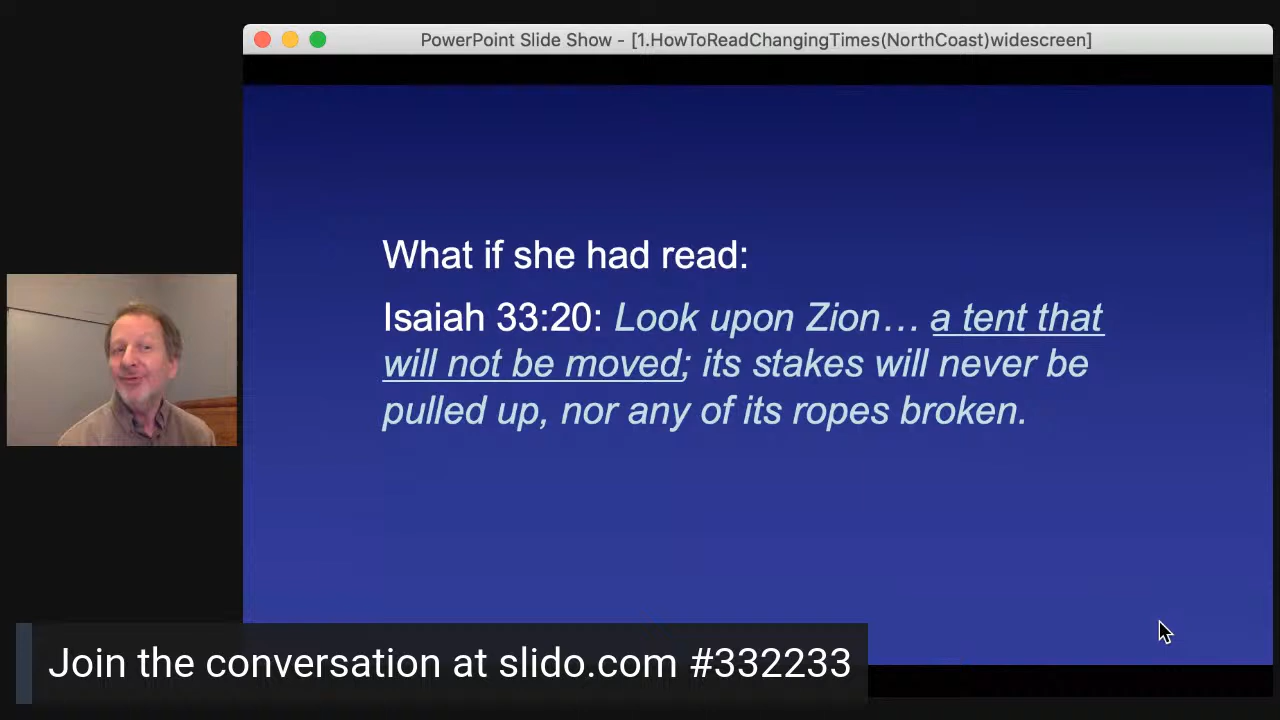 PowerPoint Slide Show - [1.HowToReadChangingTimes(NorthCoast)widescreen]
What if she had read:
Isaiah 33:20: Look upon Zion… a tent that
will not be moved; its stakes will never be
pulled up, nor any of its ropes broken.
Join the conversation at slido.com #332233